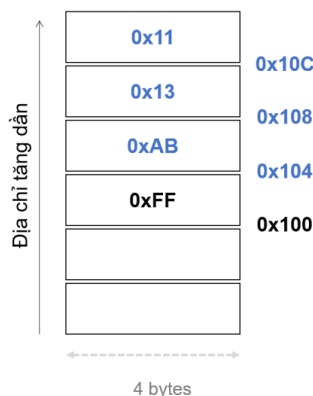 0x11
0x10C
0x13
0x108
0xAB
0x104
0xFF
0x100
Địa chỉ tăng dần
4 bytes